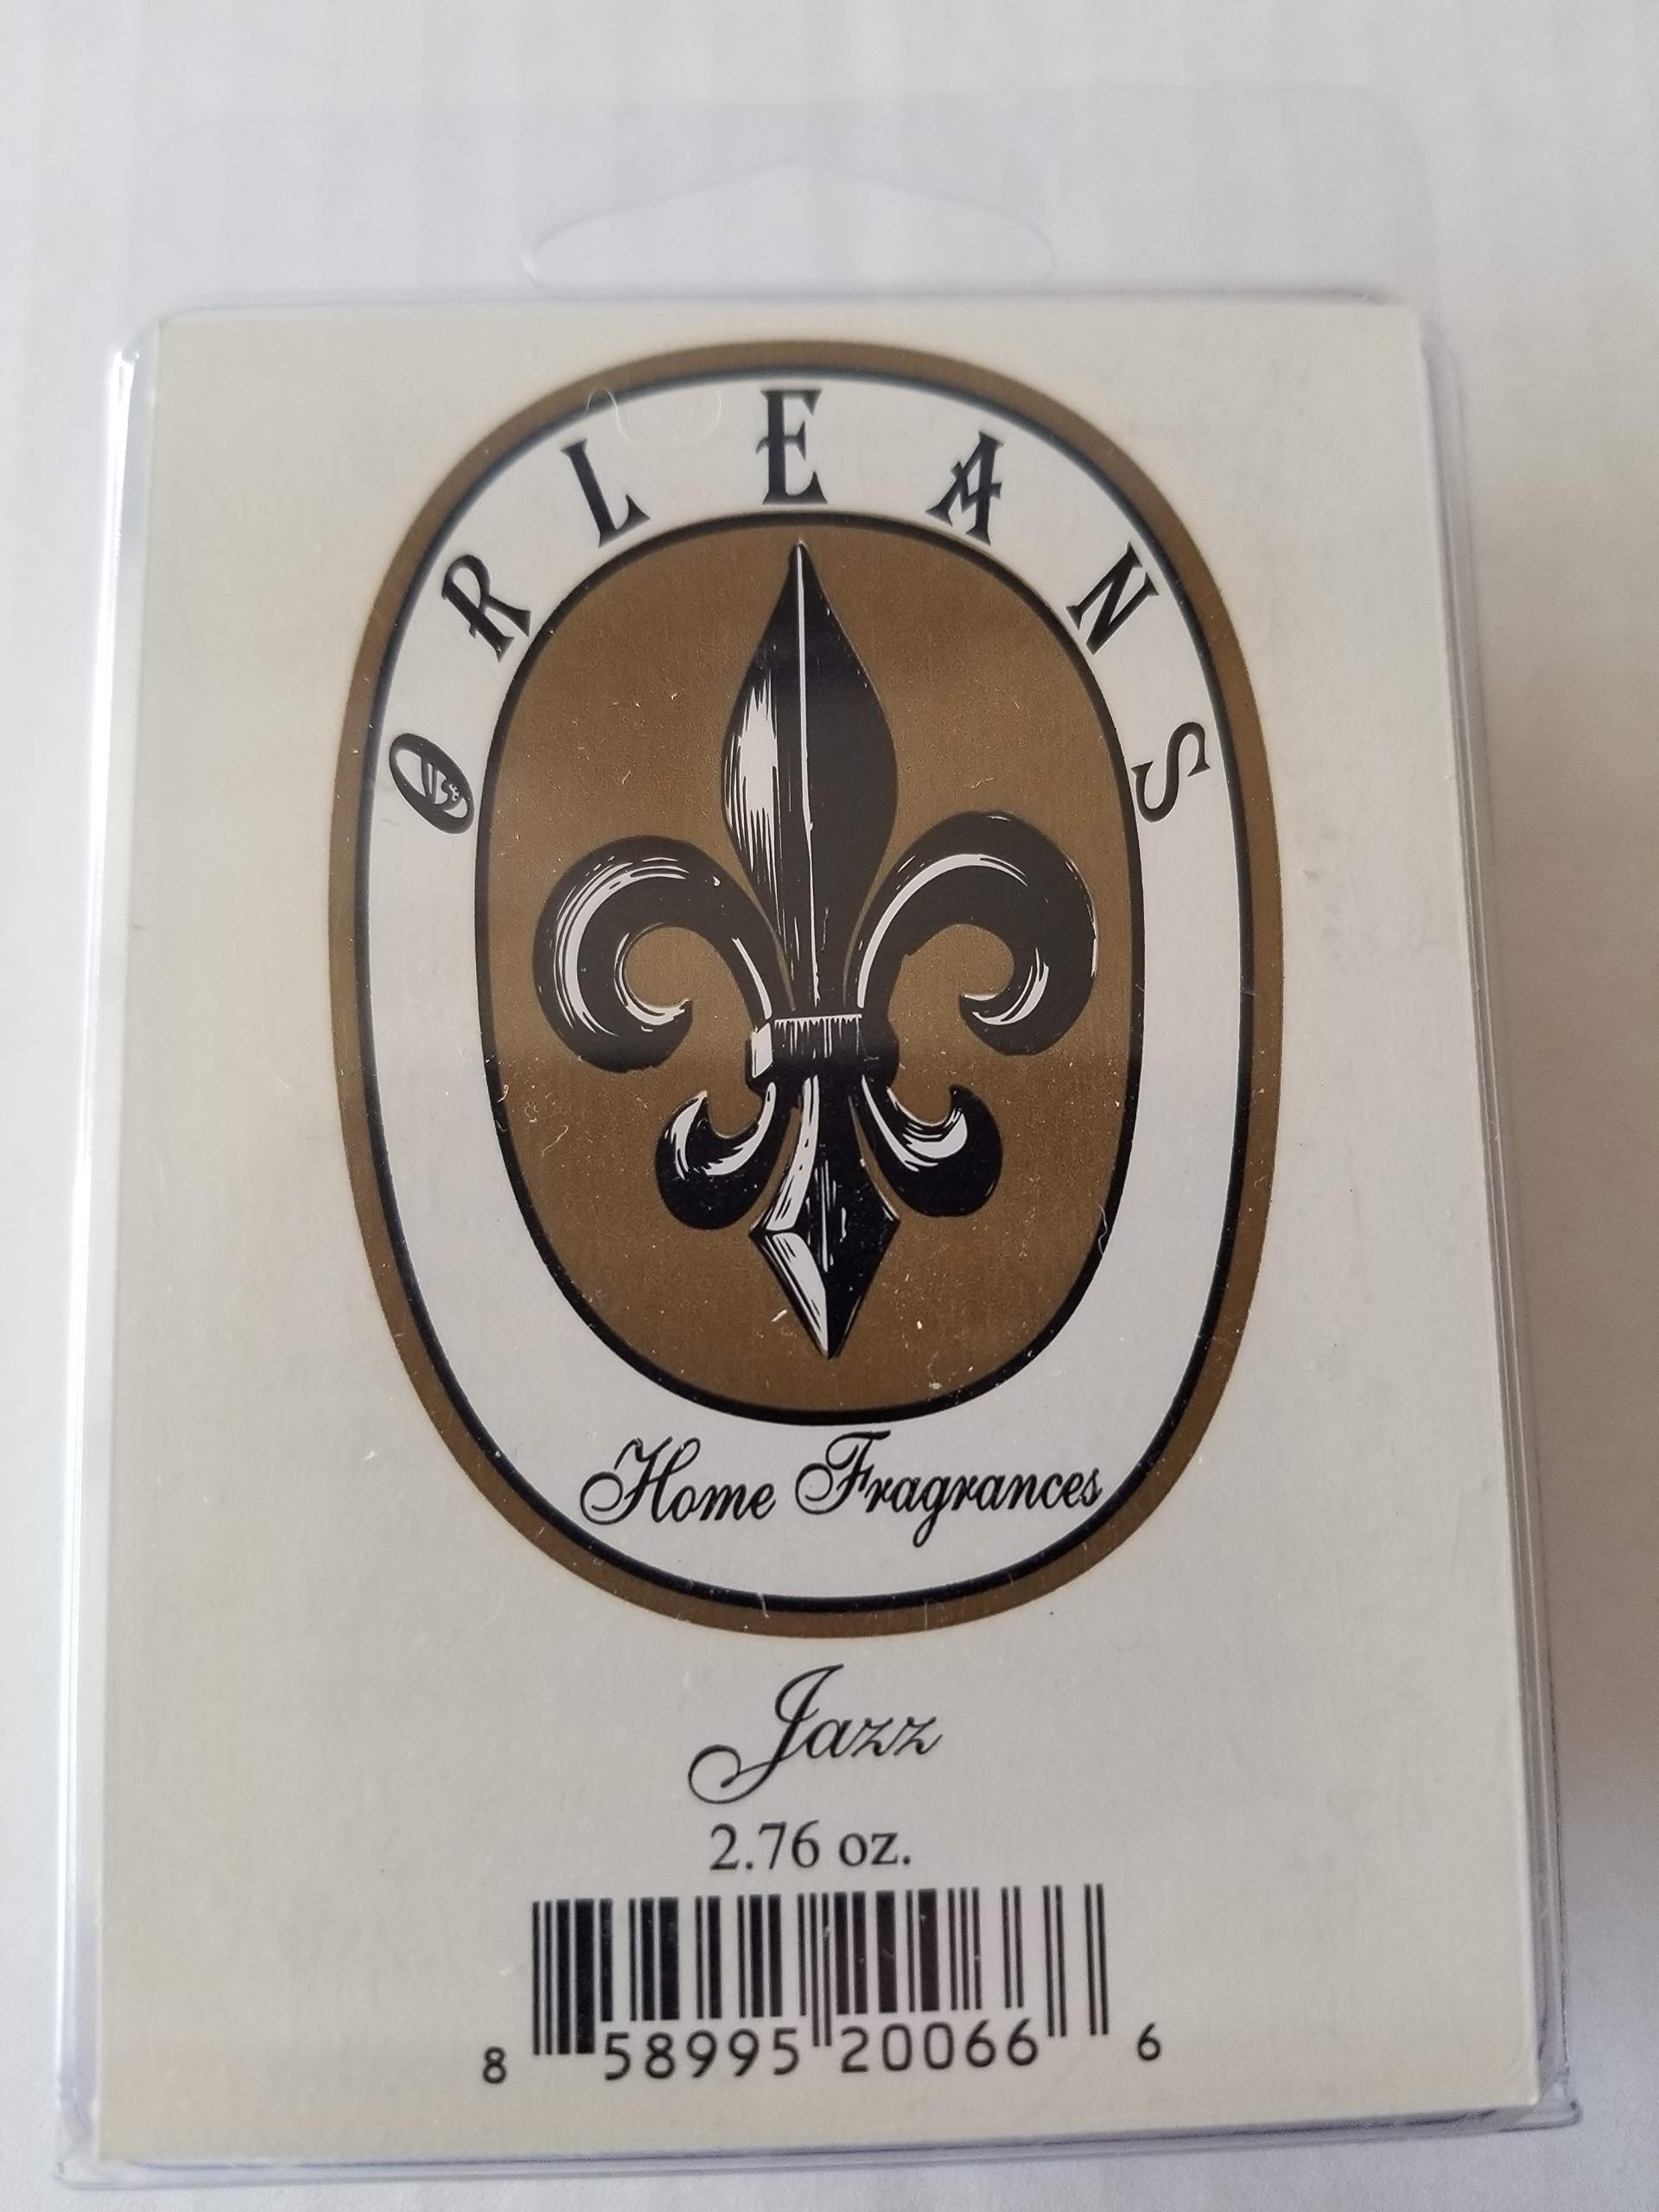 ORLEANS
Home Fragrances
Jazz
2.76 oz.
8 58995 20066 6